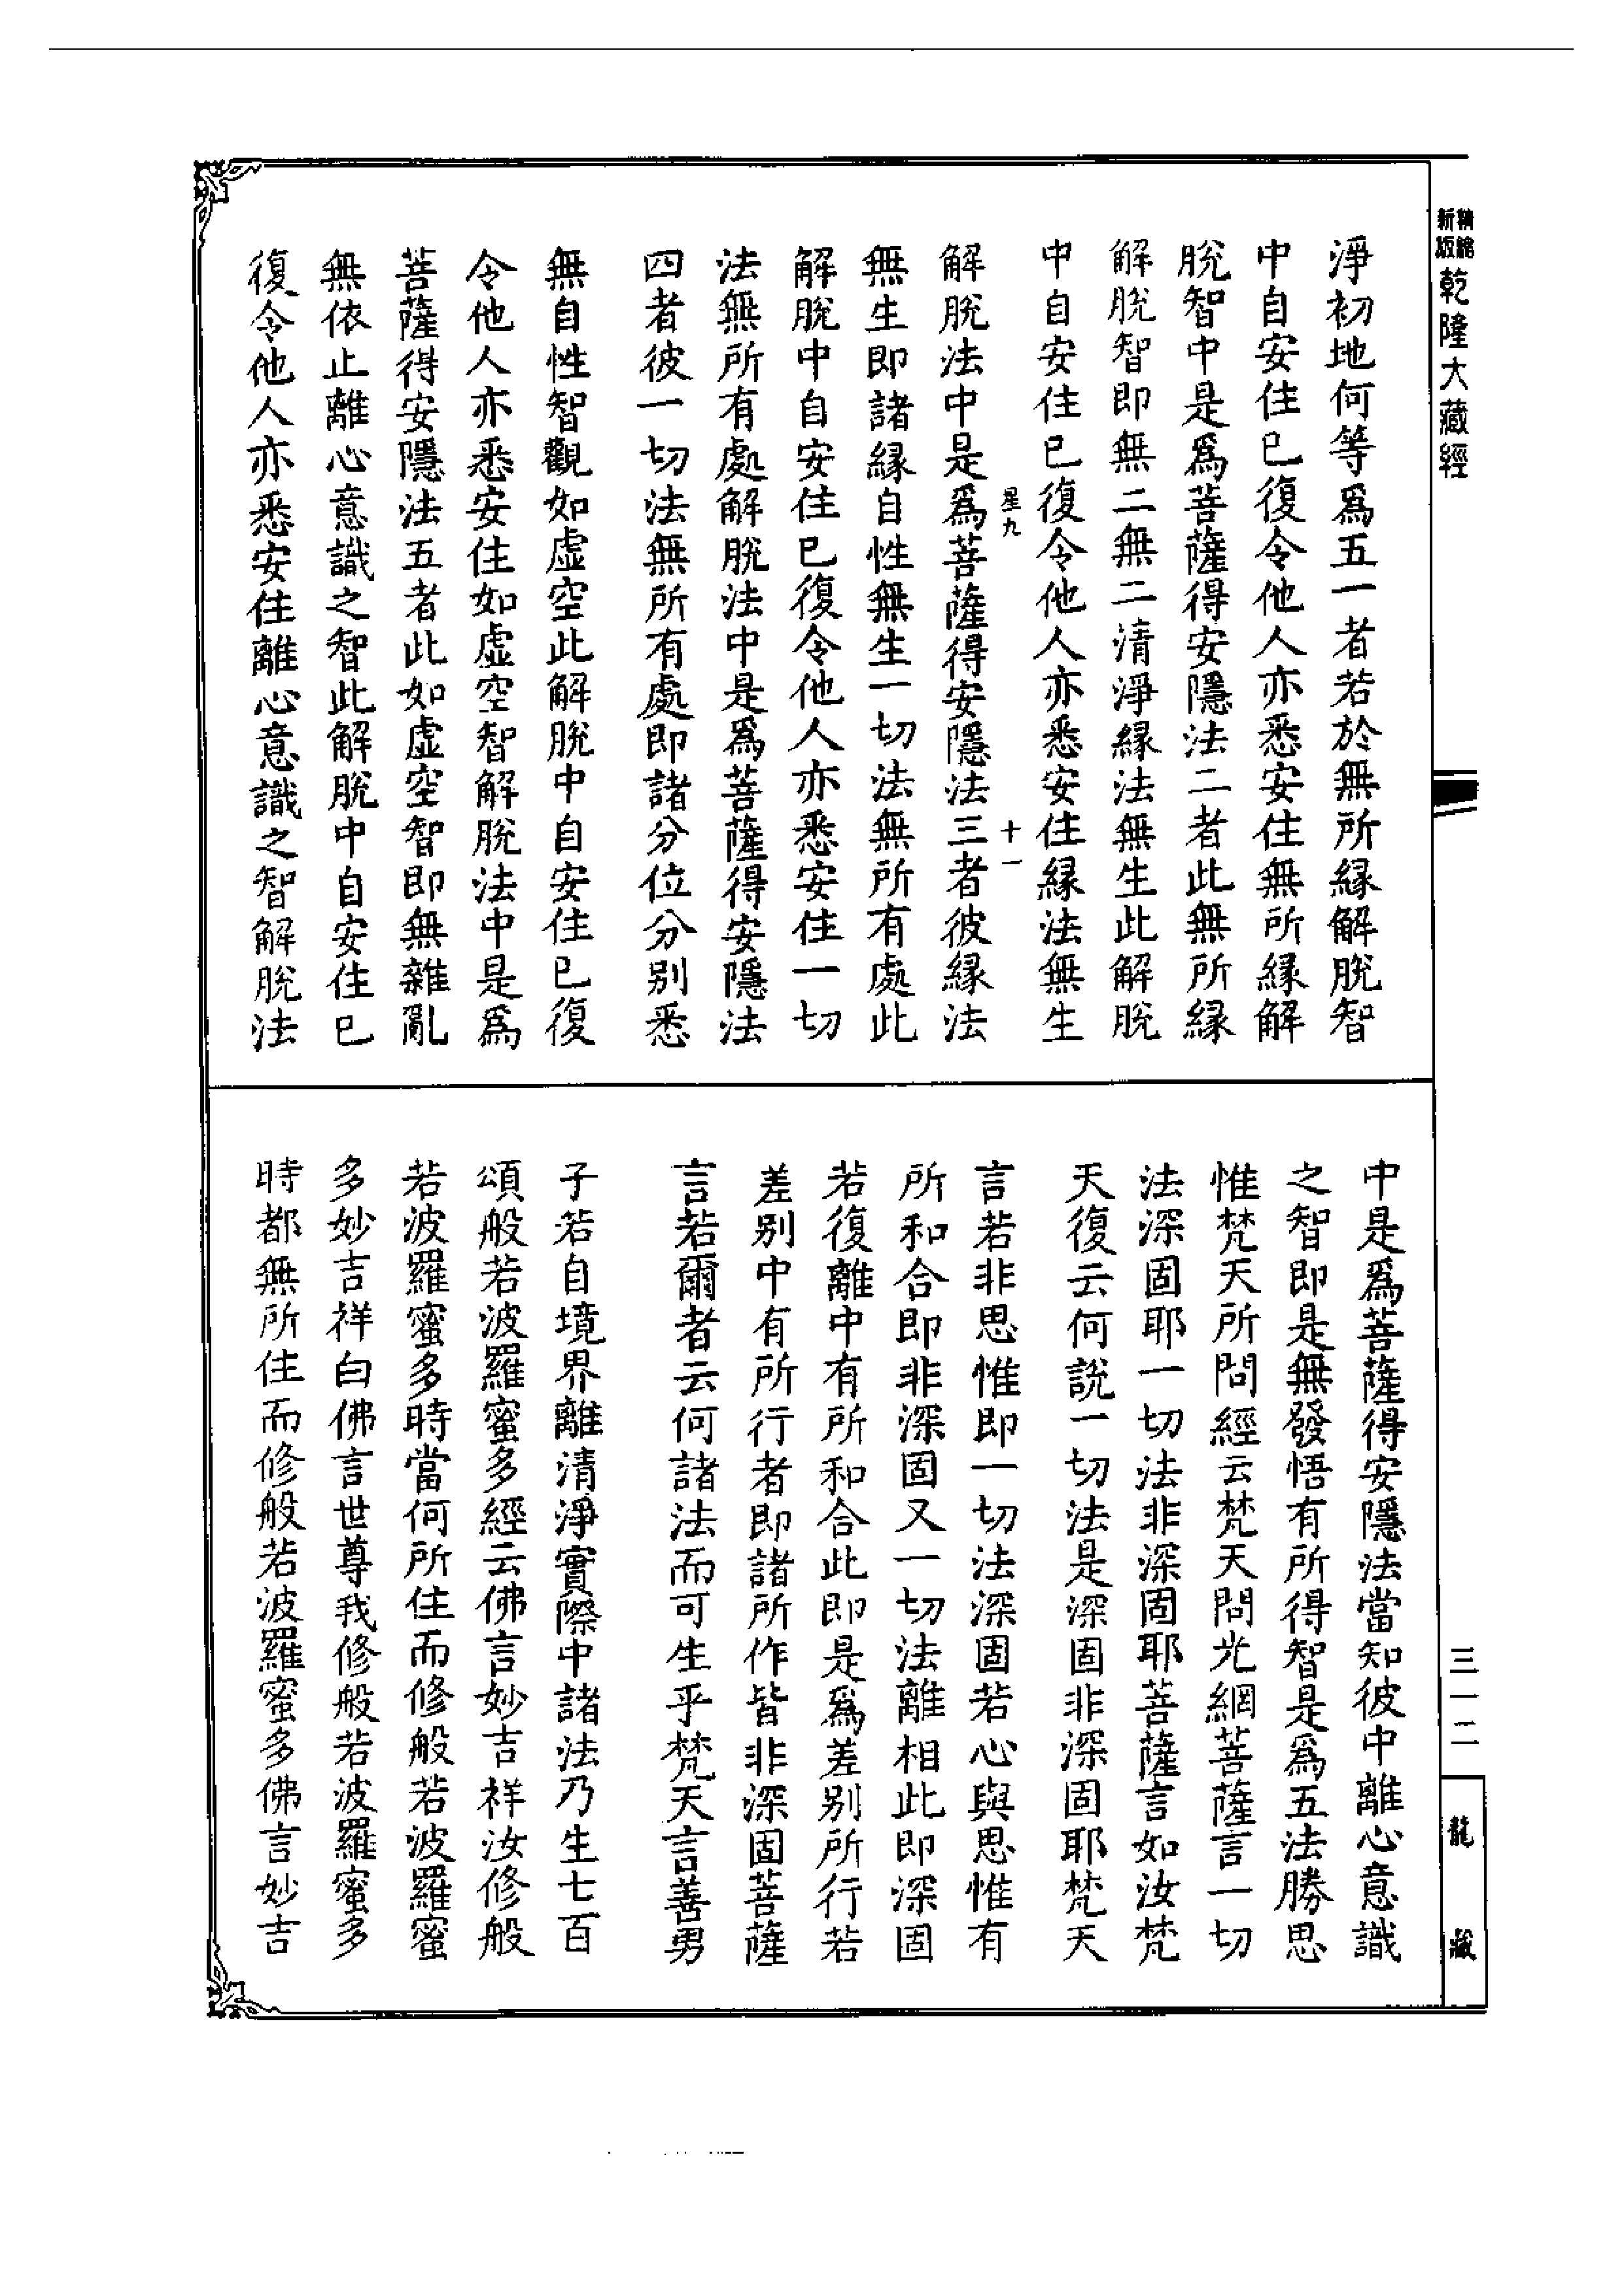 新版
精縮
乾隆大藏經
淨初地何等爲五一者若於無所緣解脫智
中自安住已復令他人亦悉安住無所緣解
脫智中是爲菩薩得安隱法二者此無所緣
解脫智即無二無二清淨緣法無生此解脫
中自安住已復令他人亦悉安住緣法無生
星九
十一
解脫法中是爲菩薩得安隱法三者彼緣法
無生即諸緣自性無生一切法無所有處此
解脫中自安住已復令他人亦悉安住一切
法無所有處解脫法中是爲菩薩得安隱法
四者彼一切法無所有處即諸分位分別悉
無自性智觀如虛空此解脫中自安住已復
令他人亦悉安住如虛空智解脫法中是爲
菩薩得安隱法五者此如虛空智即無雜亂
無依止離心意識之智此解脫中自安住已
復令他人亦悉安住離心意識之智解脫法
中是爲菩薩得安隱法當知彼中離心意識
之智即是無發悟有所得智是爲五法勝思
惟梵天所問經云梵天問光網菩薩言一切
法深固耶一切法非深固耶菩薩言如汝梵
天復云何說一切法是深固非深固耶梵天
言若非思惟即一切法深固若心與思惟有
所和合即非深固又一切法離相此即深固
若復離中有所和合此即是爲差別所行若
差別中有所行者即諸所作皆非深固菩薩
言若爾者云何諸法而可生乎梵天言善男
子若自境界離清淨實際中諸法乃生七百
頌般若波羅蜜多經云佛言妙吉祥汝修般
若波羅蜜多時當何所住而修般若波羅蜜
多妙吉祥白佛言世尊我修般若波羅蜜多
時都無所住而修般若波羅蜜多佛言妙吉
三一二
龍藏